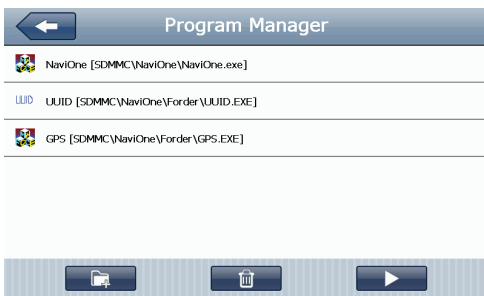 Program Manager
NaviOne [SDMMC\NaviOne\NaviOne.exe]
UUID UUID [SDMMC\NaviOne\Forder\UUID.EXE]
GPS [SDMMC\NaviOne\Forder\GPS.EXE]